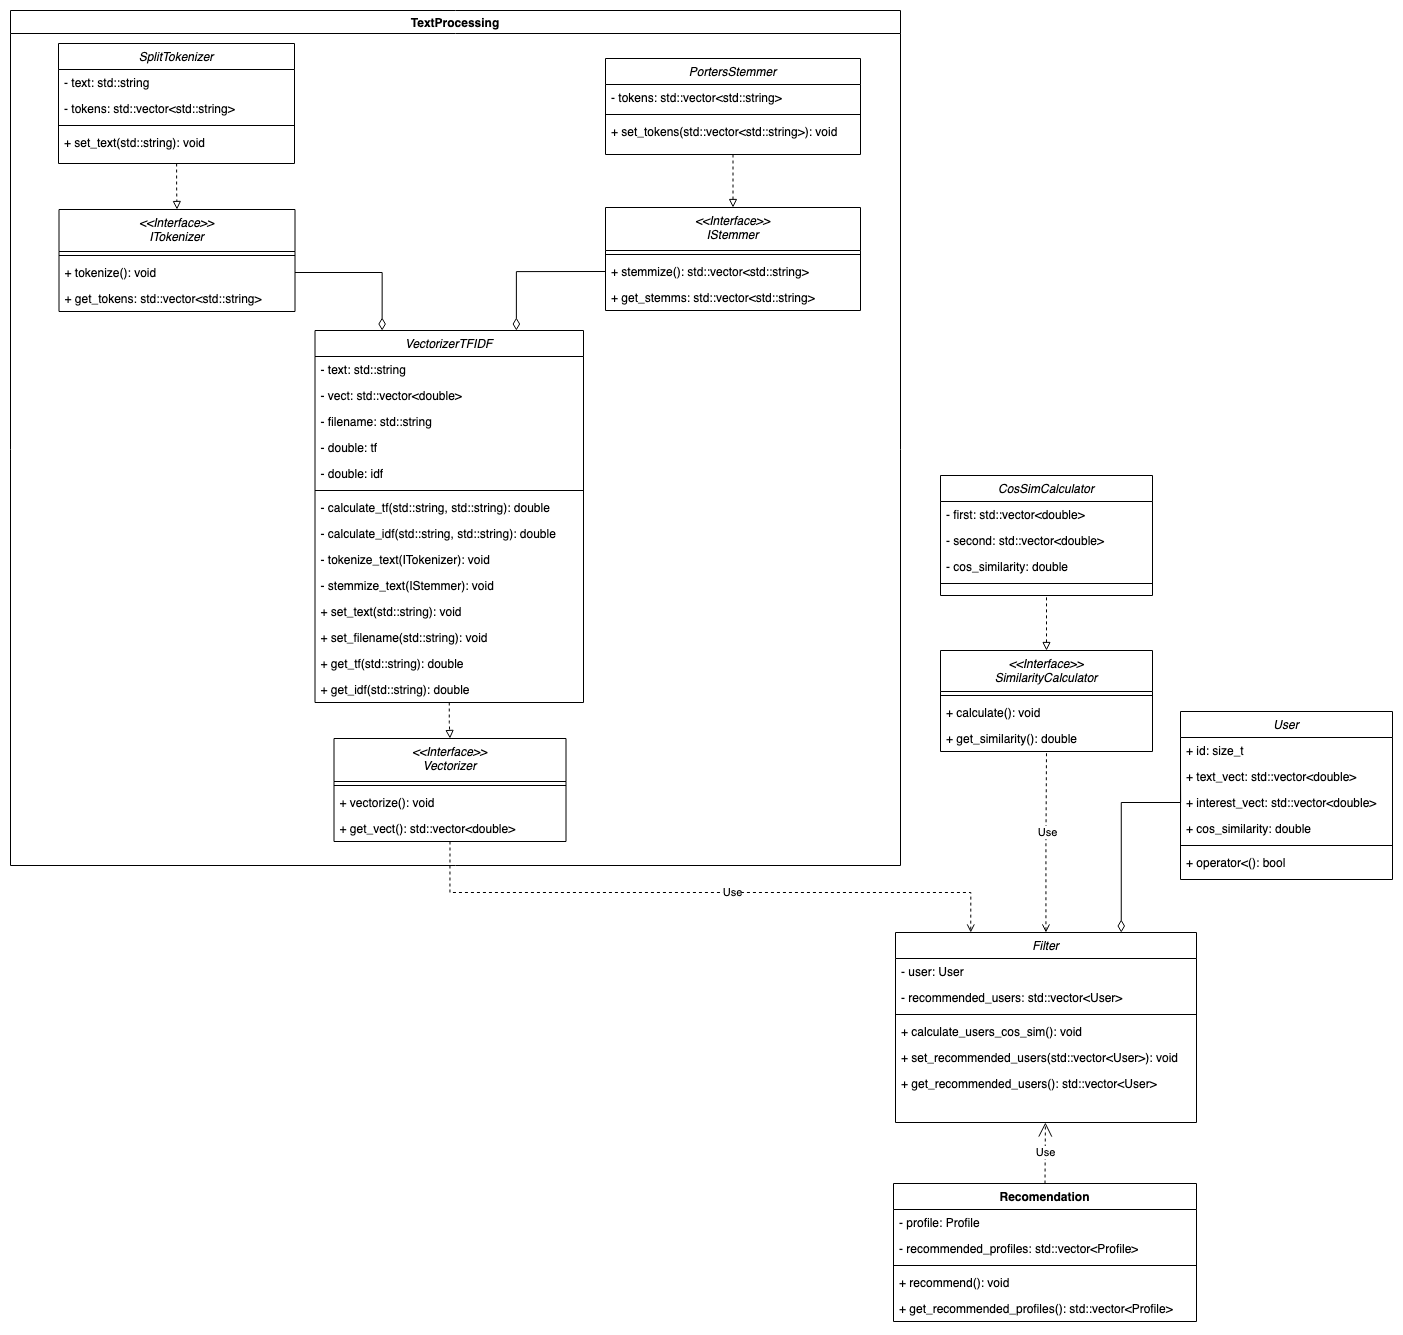 TextProcessing
SplitTokenizer
- text: std::string
- tokens: std::vector<std::string>
+ set_text(std::string): void
PortersStemmer
- tokens: std::vector<std::string>
+ set_tokens(std::vector<std::string>): void
<<Interface>>
ITokenizer
+ tokenize(): void
+ get_tokens: std::vector<std::string>
<<Interface>>
IStemmer
+ stemmize(): std::vector<std::string>
+ get_stemms: std::vector<std::string>
VectorizerTFIDF
- text: std::string
- vect: std::vector<double>
- filename: std::string
- double: tf
- double: idf
- calculate_tf(std::string, std::string): double
- calculate_idf(std::string, std::string): double
- tokenize_text(ITokenizer): void
- stemmize_text(IStemmer): void
+ set_text(std::string): void
+ set_filename(std::string): void
+ get_tf(std::string): double
+ get_idf(std::string): double
<<Interface>>
Vectorizer
+ vectorize(): void
+ get_vect(): std::vector<double>
CosSimCalculator
- first: std::vector<double>
- second: std::vector<double>
- cos_similarity: double
<<Interface>>
SimilarityCalculator
+ calculate(): void
+ get_similarity(): double
User
+ id: size_t
+ text_vect: std::vector<double>
+ interest_vect: std::vector<double>
+ cos_similarity: double
+ operator<(): bool
Use
Use
Filter
- user: User
- recommended_users: std::vector<User>
+ calculate_users_cos_sim(): void
+ set_recommended_users(std::vector<User>): void
+ get_recommended_users(): std::vector<User>
Use
Recomendation
- profile: Profile
- recommended_profiles: std::vector<Profile>
+ recommend(): void
+ get_recommended_profiles(): std::vector<Profile>